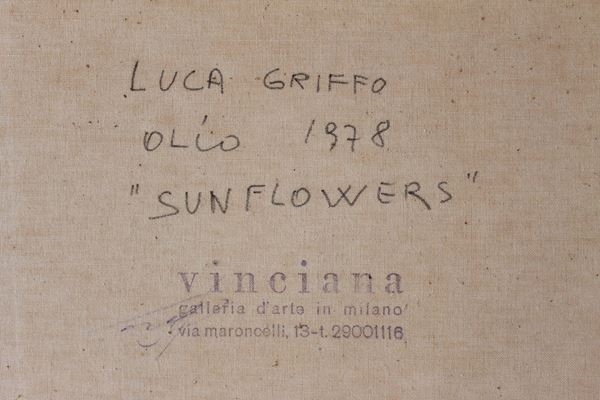 LUCA GRIFFO
OLIO 1978
"SUNFLOWERS"
vinciana
galleria d'arte in milano
via maroncelli, 13-t. 29001116